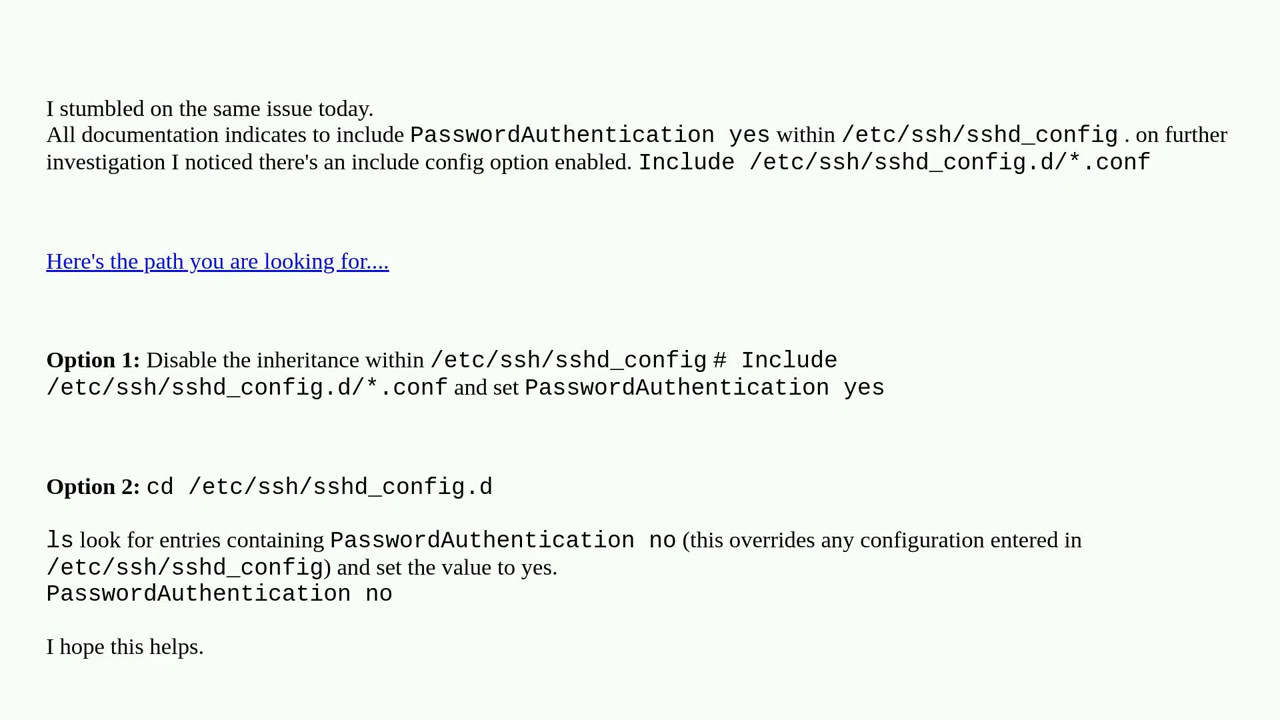 I stumbled on the same issue today.
All documentation indicates to include PasswordAuthentication yes within /etc/ssh/sshd_config . on further
investigation I noticed there's an include config option enabled. Include /etc/ssh/sshd_config.d/*.conf
Here's the path you are looking for....
Option 1: Disable the inheritance within /etc/ssh/sshd_config # Include
/etc/ssh/sshd_config.d/*.conf and set PasswordAuthentication yes
Option 2: cd /etc/ssh/sshd_config.d
ls look for entries containing PasswordAuthentication no (this overrides any configuration entered in
/etc/ssh/sshd_config) and set the value to yes.
PasswordAuthentication no
I hope this helps.